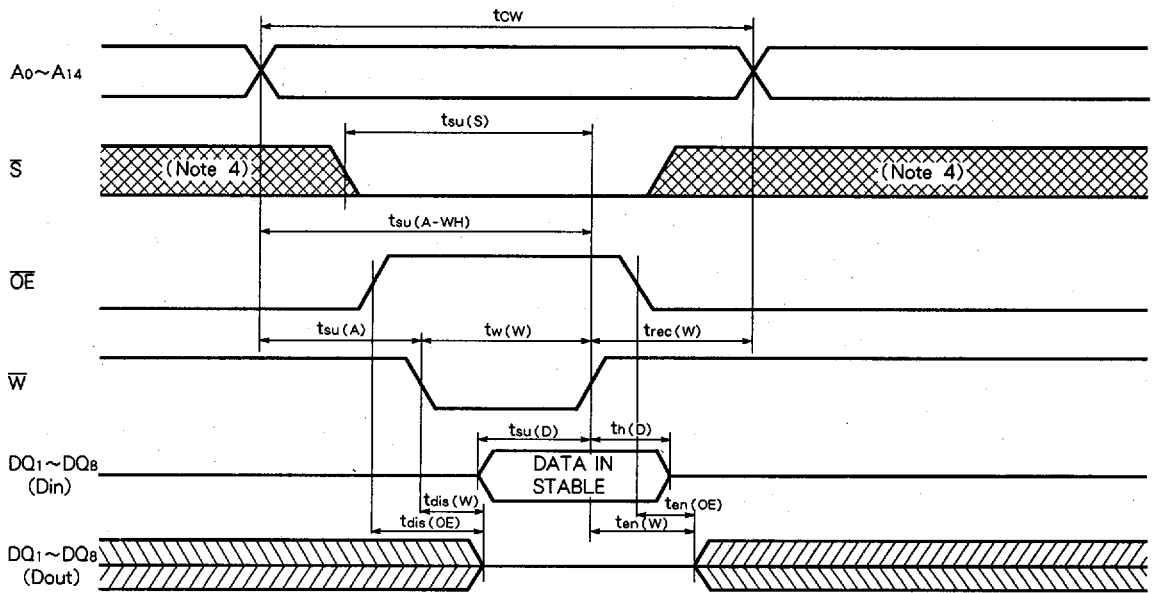 tCW
A0~A14
tsu(S)
S̅
(Note 4)
(Note 4)
tsu(A-WH)
O̅E̅
tsu(A)
tw(W)
trec(W)
W̅
tsu(D)
th(D)
DQ1~DQ8
(Din)
DATA IN
STABLE
tdis(W)
ten(OE)
tdis(OE)
ten(W)
DQ1~DQ8
(Dout)